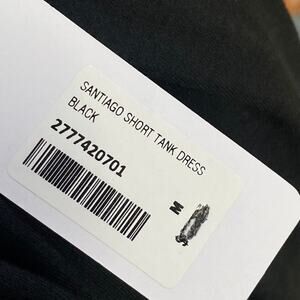 SANTIAGO SHORT TANK DRESS
BLACK
2777420701
M